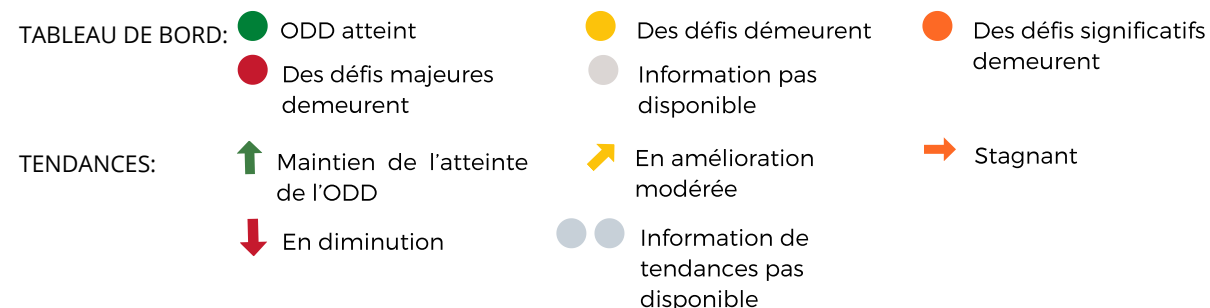 TABLEAU DE BORD:
ODD atteint
Des défis démeurent
Des défis significatifs
demeurent
Des défis majeures
demeurent
Information pas
disponible
TENDANCES:
Maintien de l'atteinte
de l'ODD
En amélioration
modérée
Stagnant
En diminution
Information de
tendances pas
disponible